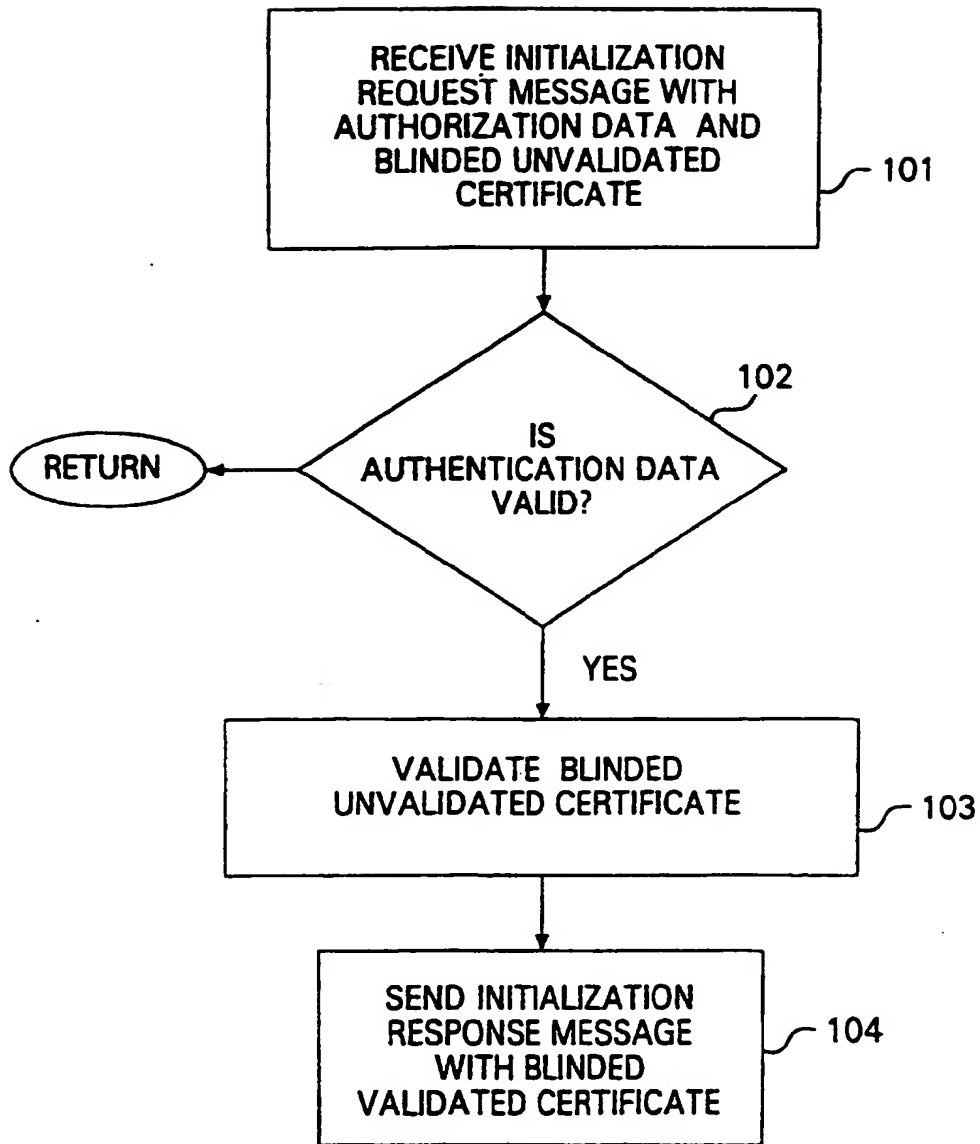 RECEIVE INITIALIZATION
REQUEST MESSAGE WITH
AUTHORIZATION DATA AND
BLINDED UNVALIDATED
CERTIFICATE
101
102
IS
AUTHENTICATION DATA
VALID?
RETURN
YES
VALIDATE BLINDED
UNVALIDATED CERTIFICATE
103
SEND INITIALIZATION
RESPONSE MESSAGE
WITH BLINDED
VALIDATED CERTIFICATE
104